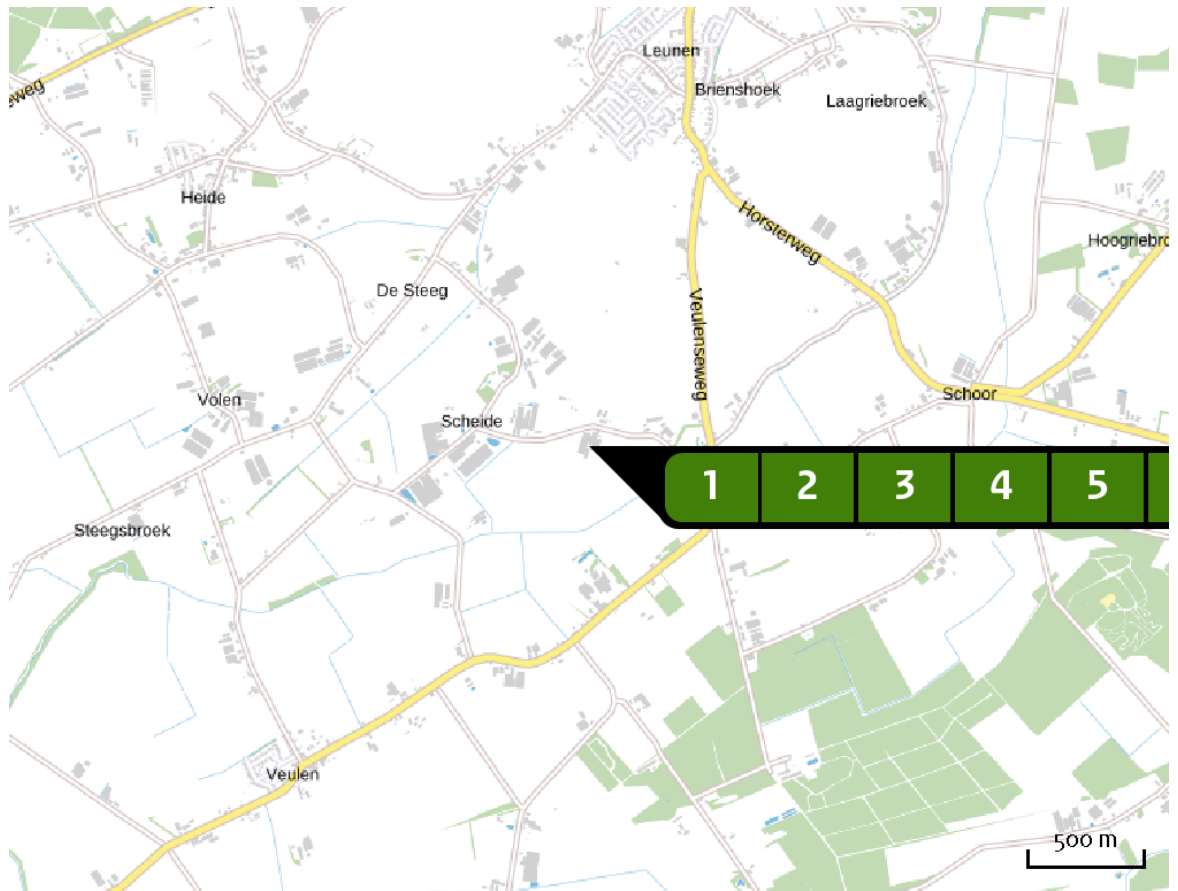 Leunen
Brienshoek
Laagriebroek
eweg
Heide
Horsterweg
Hoogriebro
De Steeg
Veulenseweg
Volen
Schoor
Scheide
1 2 3 4 5
Steegsbroek
Veulen
500 m